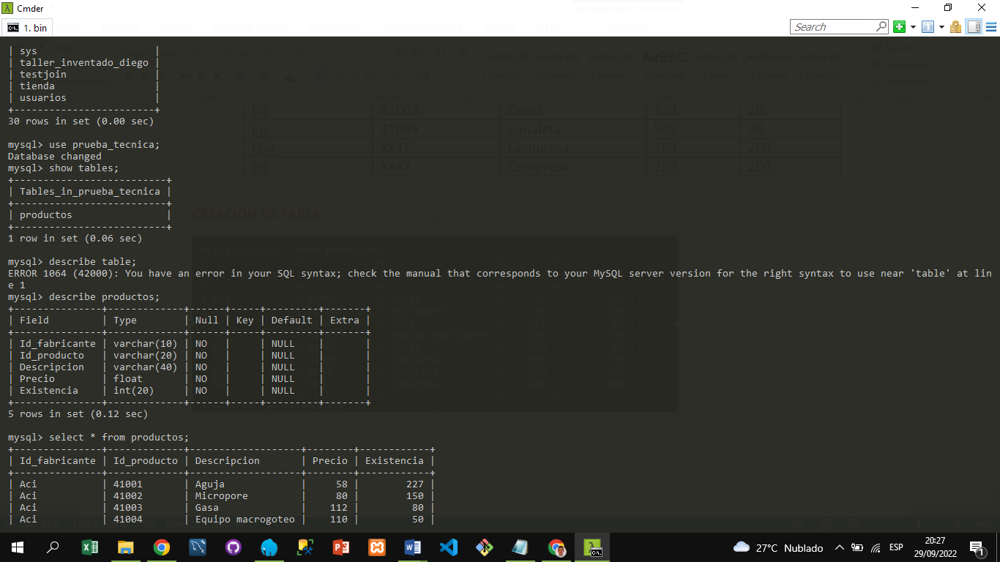 Cmder
1. bin
Search
| sys                    |
| taller_inventado_diego |
| testjoin               |
| tienda                 |
| usuarios               |
+------------------------+
30 rows in set (0.00 sec)
mysql> use prueba_tecnica;
Database changed
mysql> show tables;
+--------------------------+
| Tables_in_prueba_tecnica |
+--------------------------+
| productos                |
+--------------------------+
1 row in set (0.06 sec)
mysql> describe table;
ERROR 1064 (42000): You have an error in your SQL syntax; check the manual that corresponds to your MySQL server version for the right syntax to use near 'table' at lin
e 1
mysql> describe productos;
+---------------+-------------+------+-----+---------+-------+
| Field         | Type        | Null | Key | Default | Extra |
+---------------+-------------+------+-----+---------+-------+
| Id_fabricante | varchar(10) | NO   |     | NULL    |       |
| Id_producto   | varchar(20) | NO   |     | NULL    |       |
| Descripcion   | varchar(40) | NO   |     | NULL    |       |
| Precio        | float       | NO   |     | NULL    |       |
| Existencia    | int(20)     | NO   |     | NULL    |       |
+---------------+-------------+------+-----+---------+-------+
5 rows in set (0.12 sec)
mysql> select * from productos;
+---------------+-------------+-------------------+--------+------------+
| Id_fabricante | Id_producto | Descripcion       | Precio | Existencia |
+---------------+-------------+-------------------+--------+------------+
| Aci           | 41001       | Aguja             |     58 |        227 |
| Aci           | 41002       | Micropore         |     80 |        150 |
| Aci           | 41003       | Gasa              |    112 |         80 |
| Aci           | 41004       | Equipo macrogoteo |    110 |         50 |
Bic 41003 Curas 120 20
Inc 41089 Canaleta 500 30
Qsa Xk47 Compresa 150 200
Bic Xk47 Compresa 200 200
CREACION DE TABLA
27°C Nublado
ESP
20:27
29/09/2022
1